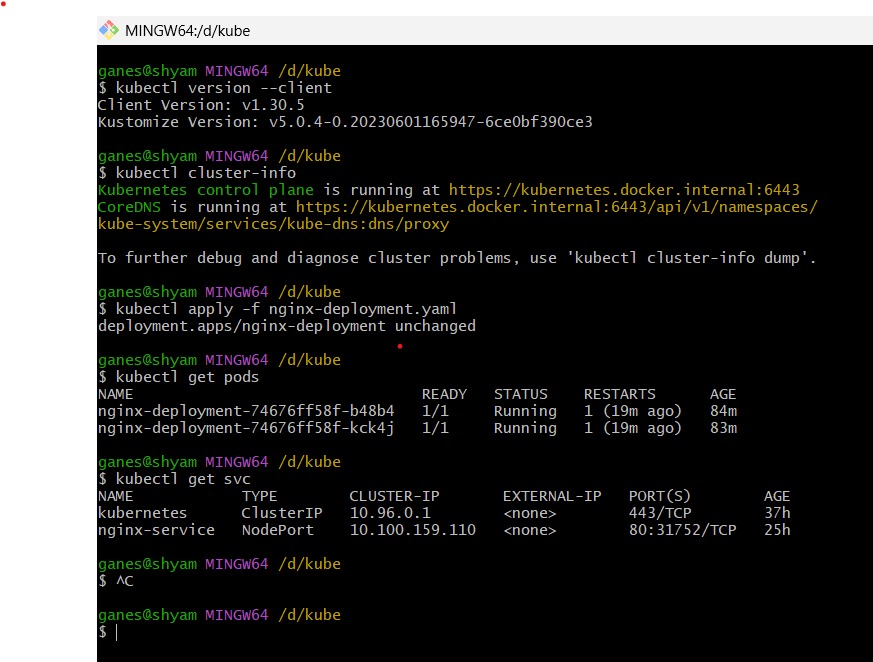 MINGW64:/d/kube
ganes@shyam MINGW64 /d/kube
$ kubectl version --client
Client Version: v1.30.5
Kustomize Version: v5.0.4-0.20230601165947-6ce0bf390ce3
ganes@shyam MINGW64 /d/kube
$ kubectl cluster-info
Kubernetes control plane is running at https://kubernetes.docker.internal:6443
CoreDNS is running at https://kubernetes.docker.internal:6443/api/v1/namespaces/
kube-system/services/kube-dns:dns/proxy
To further debug and diagnose cluster problems, use 'kubectl cluster-info dump'.
ganes@shyam MINGW64 /d/kube
$ kubectl apply -f nginx-deployment.yaml
deployment.apps/nginx-deployment unchanged
ganes@shyam MINGW64 /d/kube
$ kubectl get pods
NAME READY STATUS RESTARTS AGE
nginx-deployment-74676ff58f-b48b4 1/1 Running 1 (19m ago) 84m
nginx-deployment-74676ff58f-kck4j 1/1 Running 1 (19m ago) 83m
ganes@shyam MINGW64 /d/kube
$ kubectl get svc
NAME TYPE CLUSTER-IP EXTERNAL-IP PORT(S) AGE
kubernetes ClusterIP 10.96.0.1 <none> 443/TCP 37h
nginx-service NodePort 10.100.159.110 <none> 80:31752/TCP 25h
ganes@shyam MINGW64 /d/kube
$ ^C
ganes@shyam MINGW64 /d/kube
$